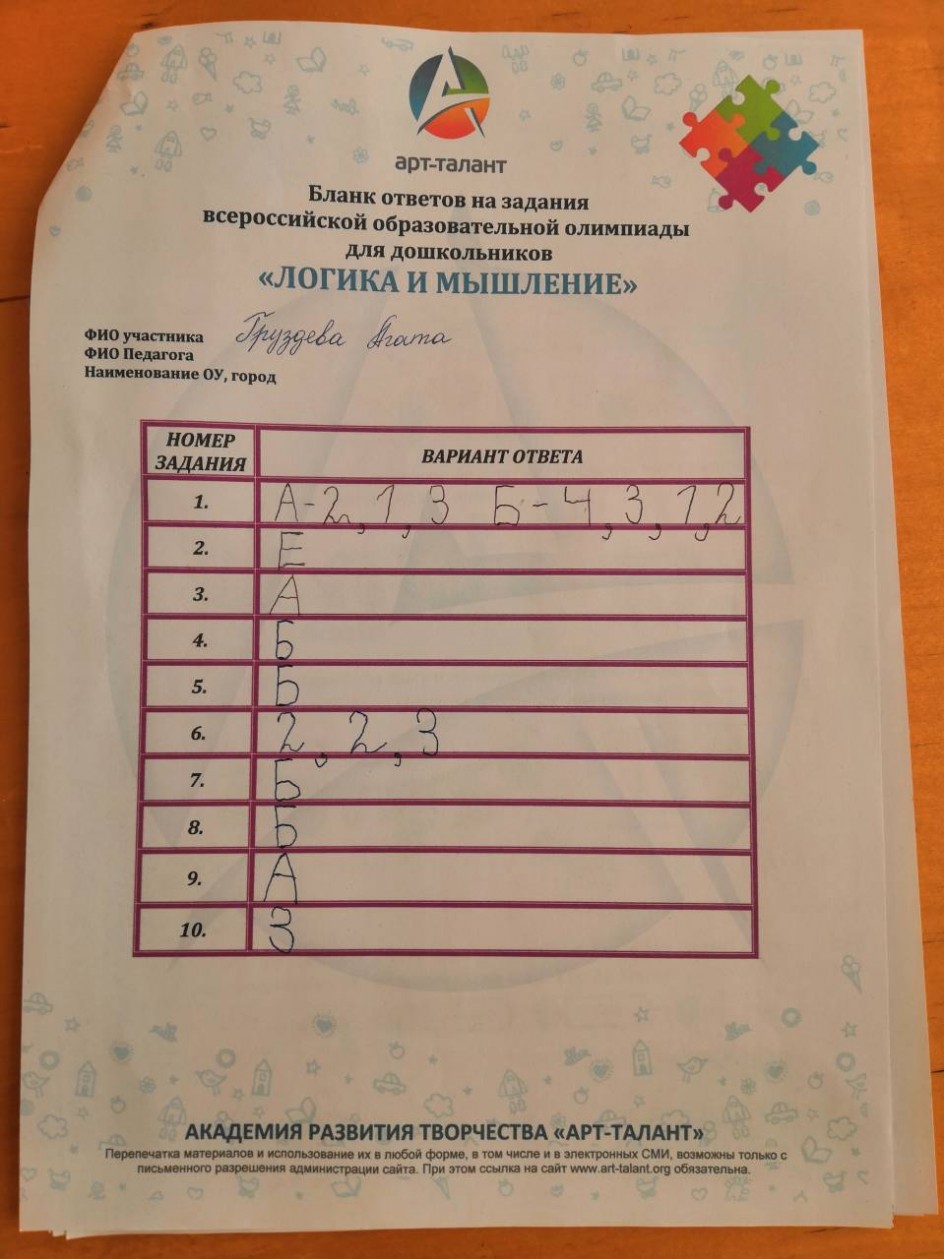 арт-талант
Бланк ответов на задания
всероссийской образовательной олимпиады
для дошкольников
«ЛОГИКА И МЫШЛЕНИЕ»
ФИО участника Груздева Агата
ФИО Педагога
Наименование ОУ, город
НОМЕР ЗАДАНИЯ ВАРИАНТ ОТВЕТА
1. А-2,1,3 Б-4,3,1,2
2. Е
3. А
4. Б
5. Б
6. 2,2,3
7. Б
8. Б
9. А
10. 3
АКАДЕМИЯ РАЗВИТИЯ ТВОРЧЕСТВА «АРТ-ТАЛАНТ»
Перепечатка материалов и использование их в любой форме, в том числе и в электронных СМИ, возможны только с
письменного разрешения администрации сайта. При этом ссылка на сайт www.art-talant.org обязательна.